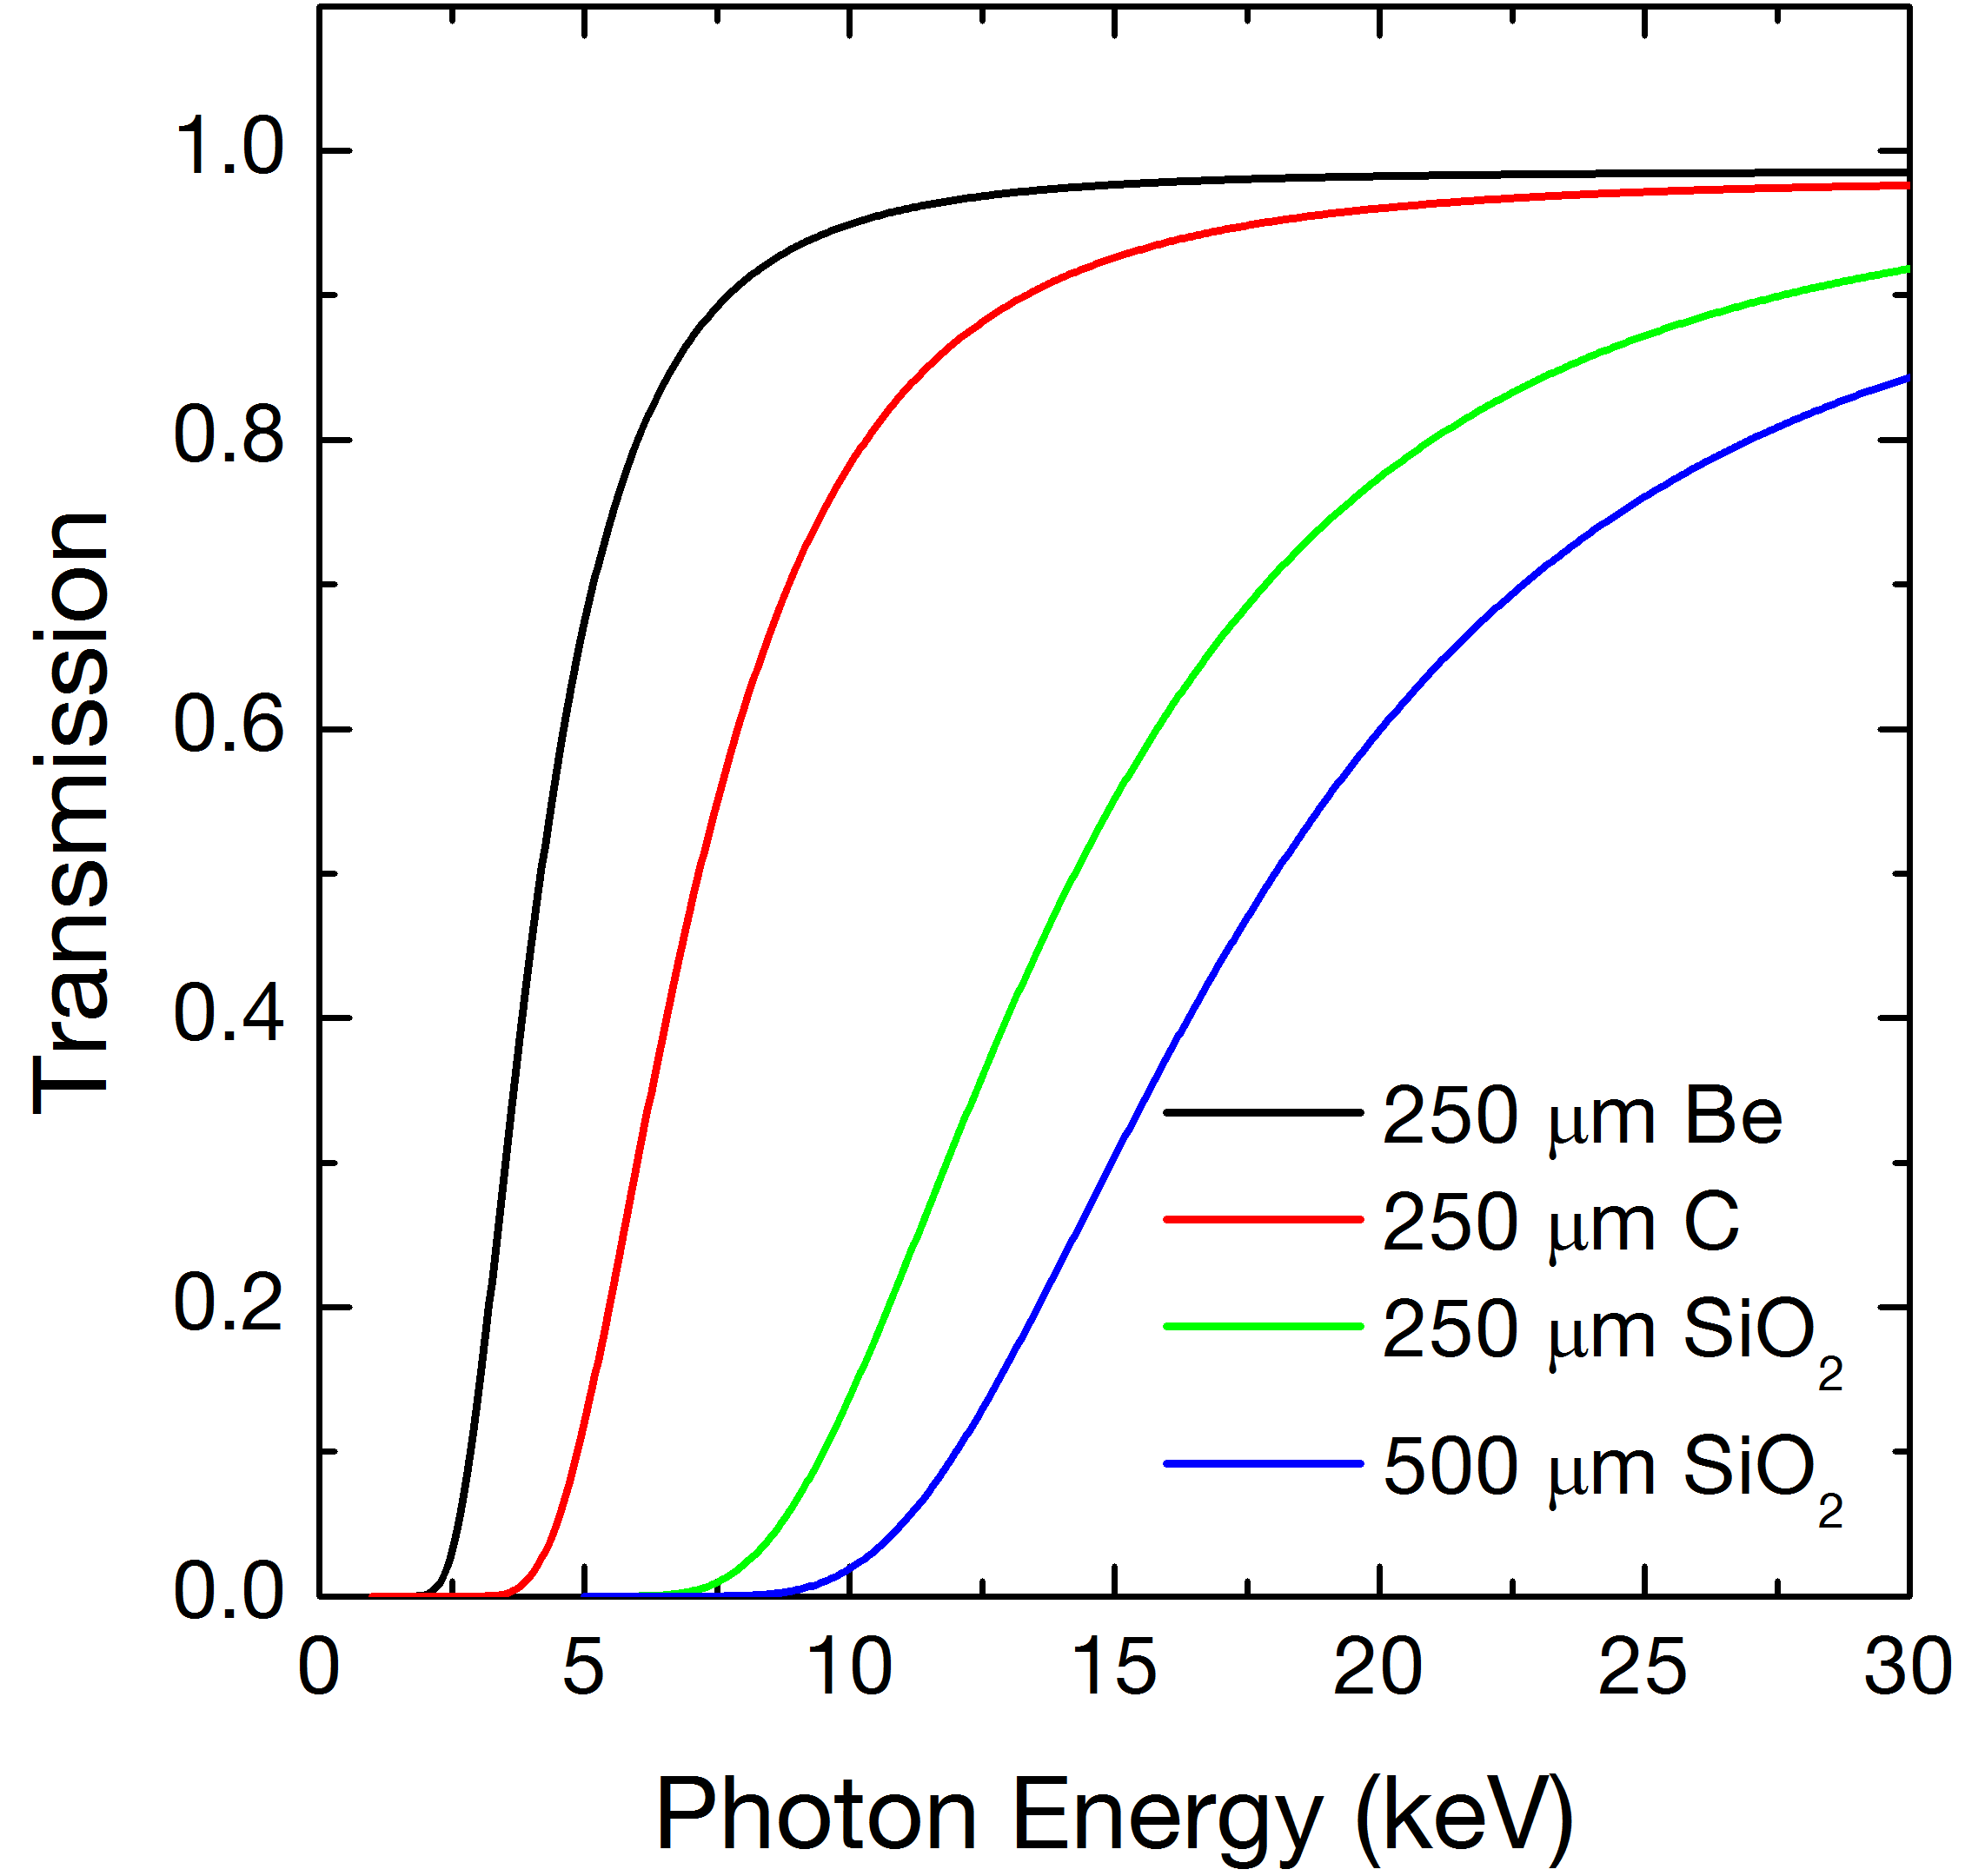 1.0
0.8
0.6
0.4
0.2
0.0
Transmission
250 μm Be
250 μm C
250 μm SiO₂
500 μm SiO₂
0 5 10 15 20 25 30
Photon Energy (keV)